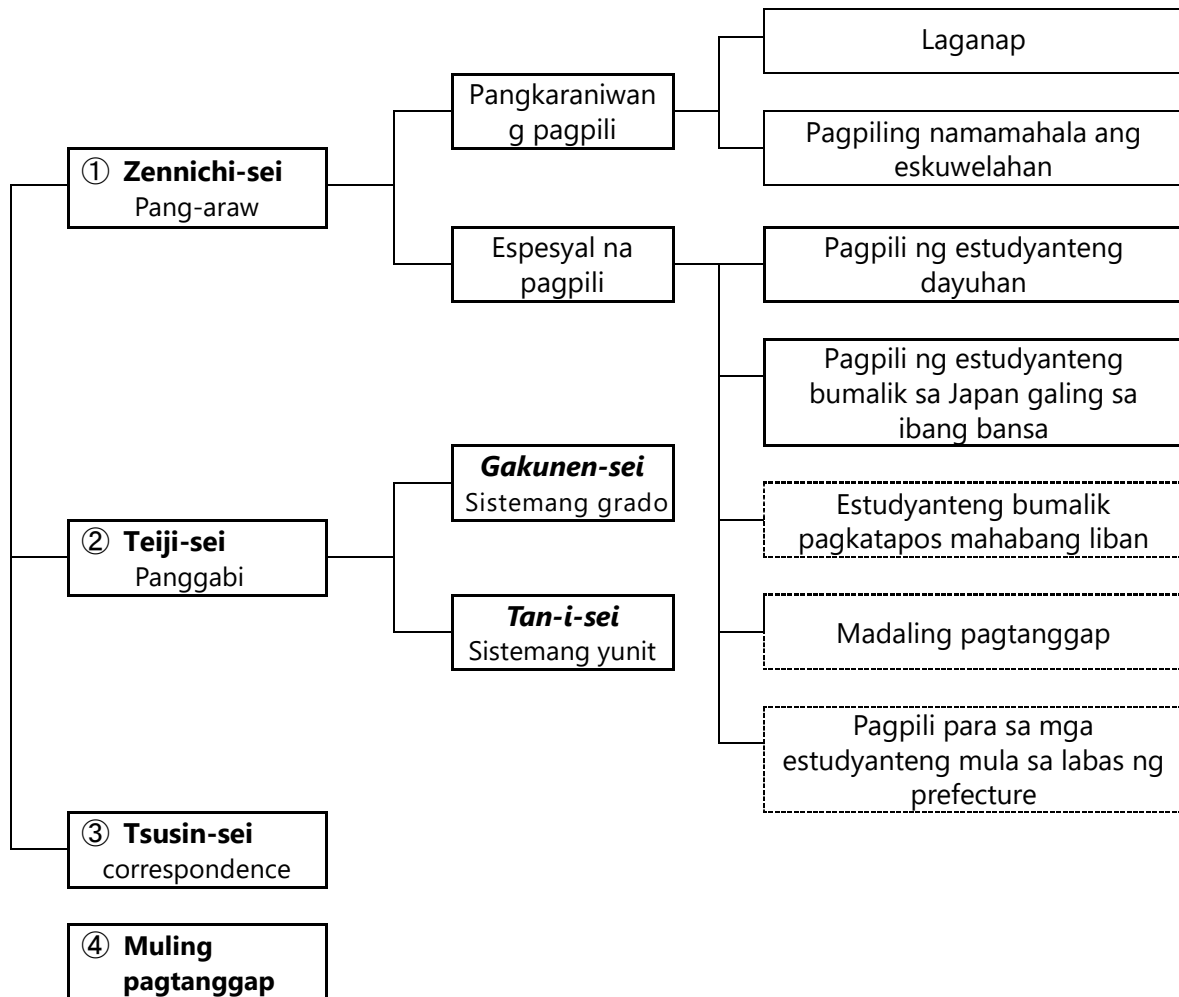 ① Zennichi-sei
Pang-araw
Pangkaraniwan
g pagpili
Laganap
Pagpiling namamahala ang
eskuwelahan
Espesyal na
pagpili
Pagpili ng estudyanteng
dayuhan
Pagpili ng estudyanteng
bumalik sa Japan galing sa
ibang bansa
Estudyanteng bumalik
pagkatapos mahabang liban
Madaling pagtanggap
Pagpili para sa mga
estudyanteng mula sa labas ng
prefecture
② Teiji-sei
Panggabi
Gakunen-sei
Sistemang grado
Tan-i-sei
Sistemang yunit
③ Tsusin-sei
correspondence
④ Muling
pagtanggap